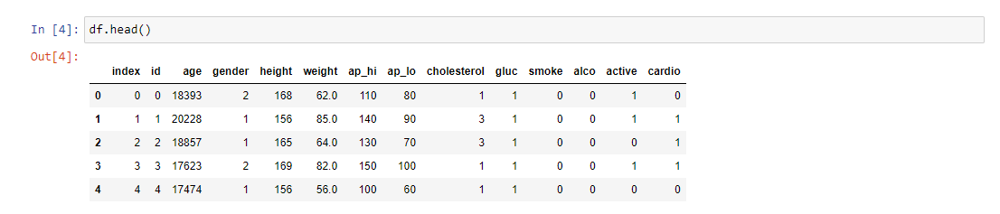 In [4]: df.head()
Out[4]:
index id age gender height weight ap_hi ap_lo cholesterol gluc smoke alco active cardio
0 0 0 18393 2 168 62.0 110 80 1 1 0 0 1 0
1 1 1 20228 1 156 85.0 140 90 3 1 0 0 1 1
2 2 2 18857 1 165 64.0 130 70 3 1 0 0 0 1
3 3 3 17623 2 169 82.0 150 100 1 1 0 0 1 1
4 4 4 17474 1 156 56.0 100 60 1 1 0 0 0 0